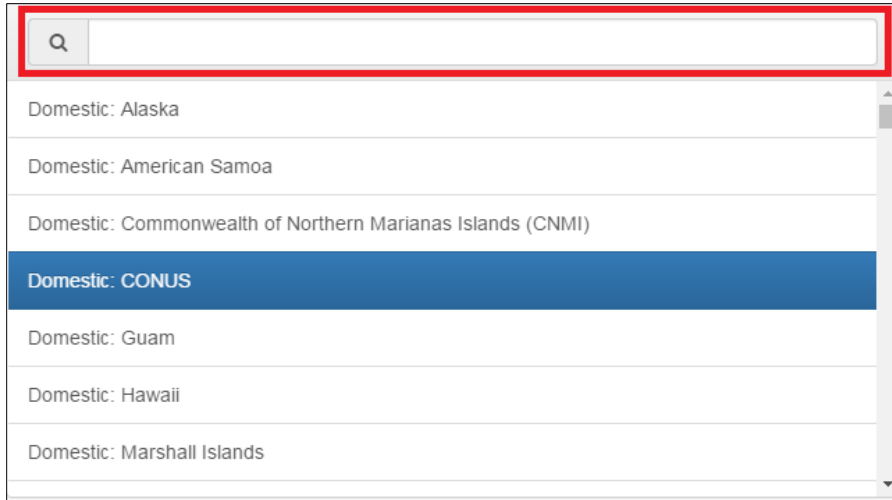 Domestic: Alaska
Domestic: American Samoa
Domestic: Commonwealth of Northern Marianas Islands (CNMI)
Domestic: CONUS
Domestic: Guam
Domestic: Hawaii
Domestic: Marshall Islands